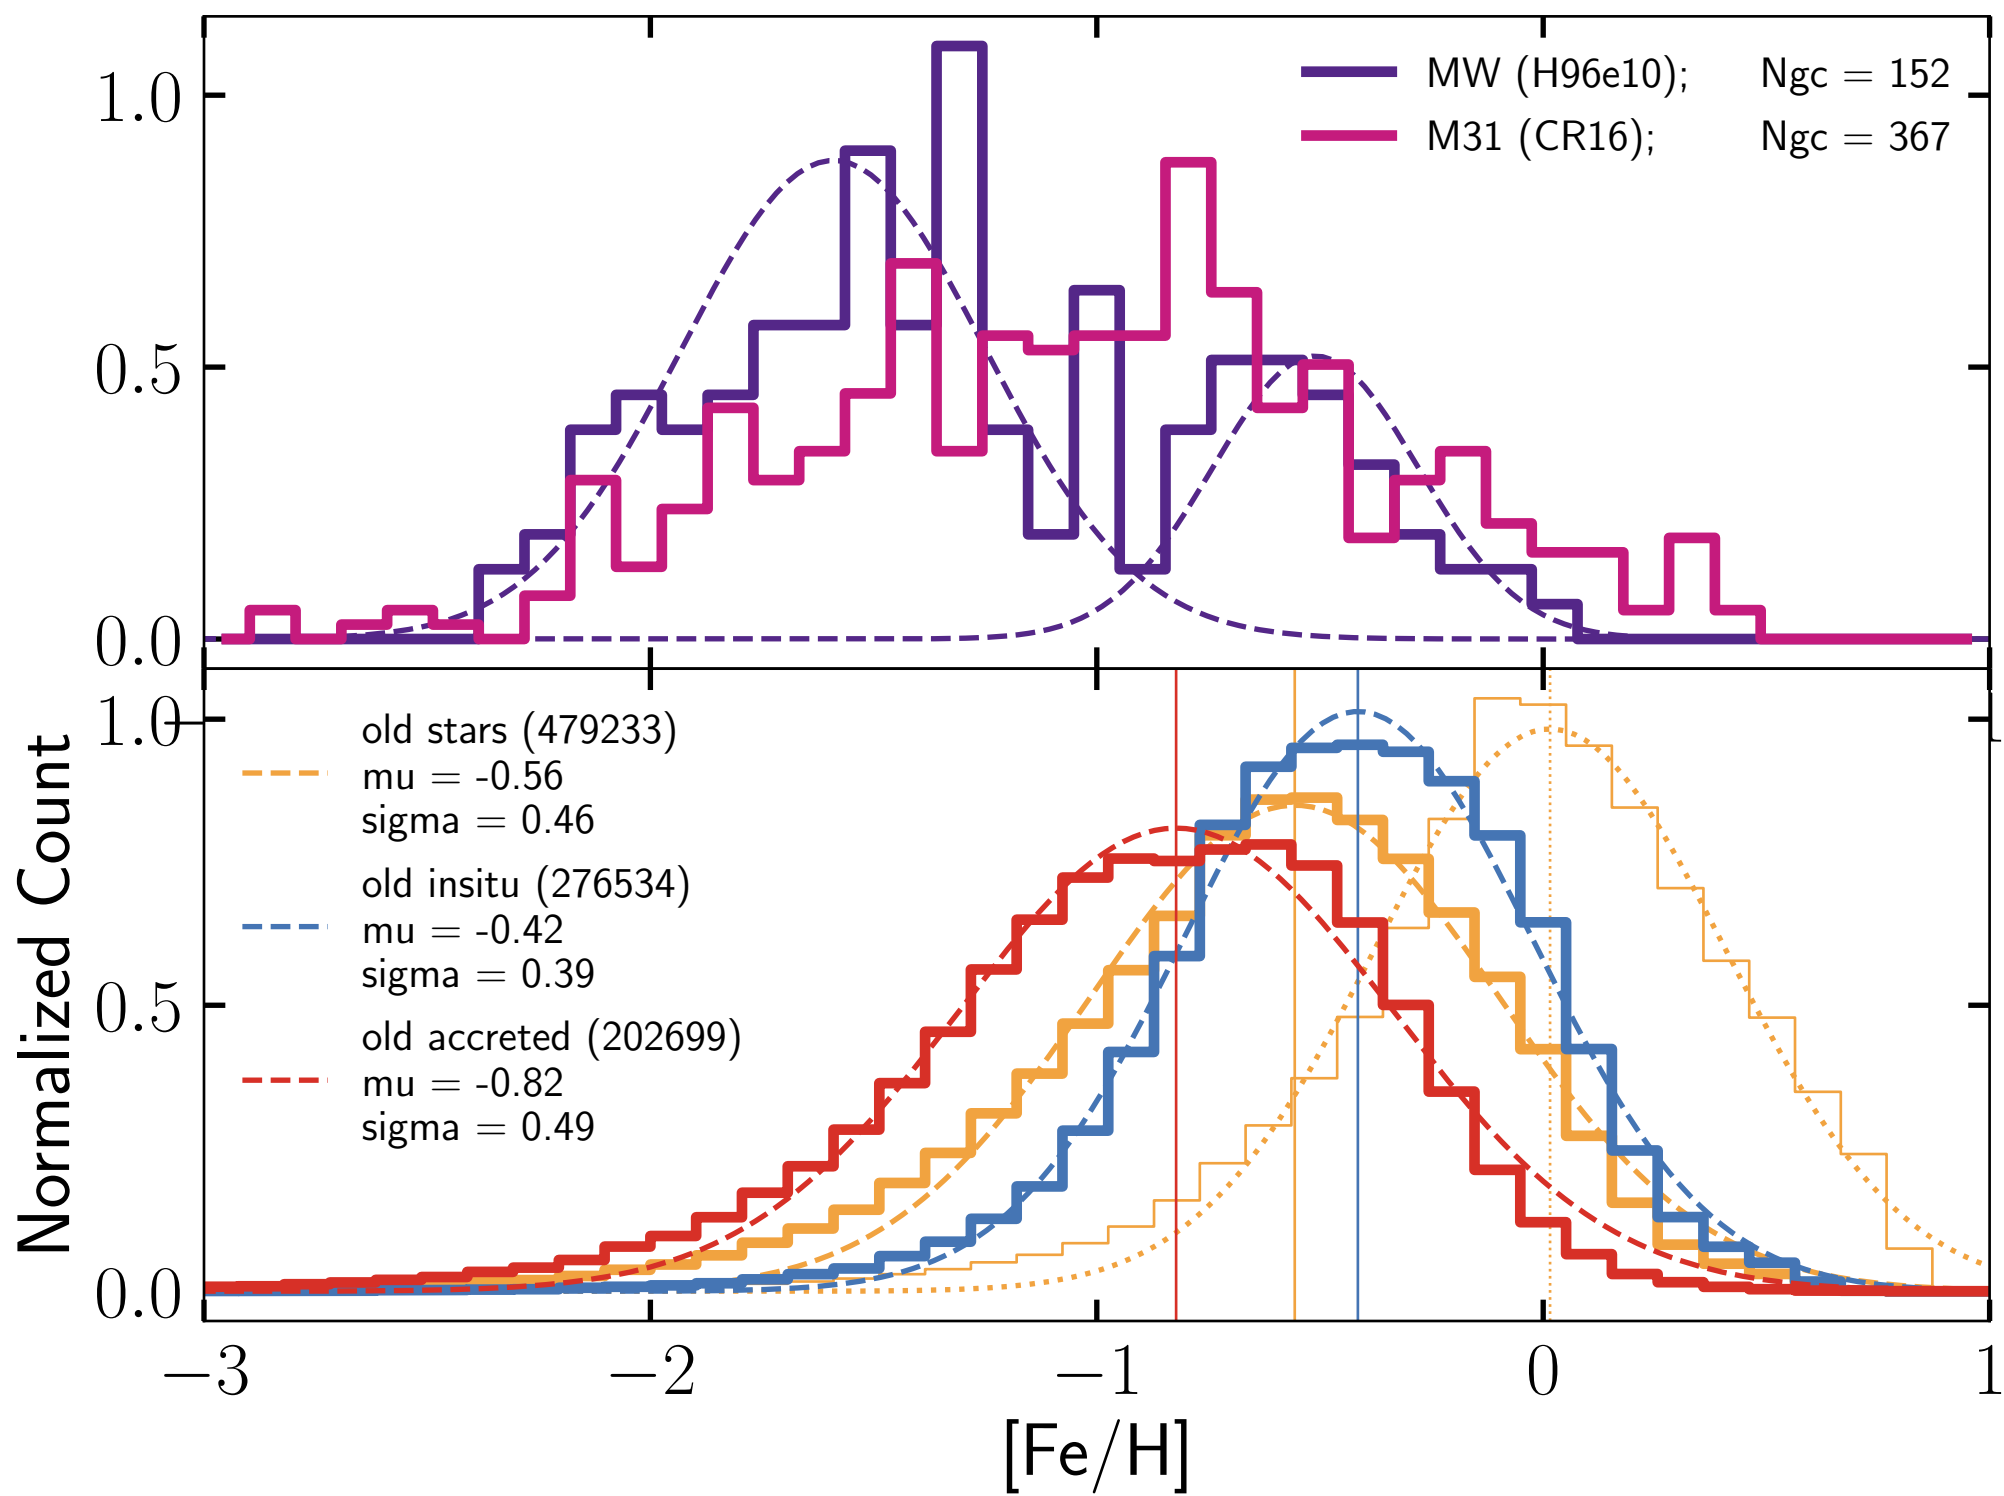 1.0
0.5
0.0
MW (H96e10); Ngc = 152
M31 (CR16); Ngc = 367
Normalized Count
1.0
0.5
0.0
old stars (479233)
mu = -0.56
sigma = 0.46
old insitu (276534)
mu = -0.42
sigma = 0.39
old accreted (202699)
mu = -0.82
sigma = 0.49
−3 −2 −1 0 1
[Fe/H]